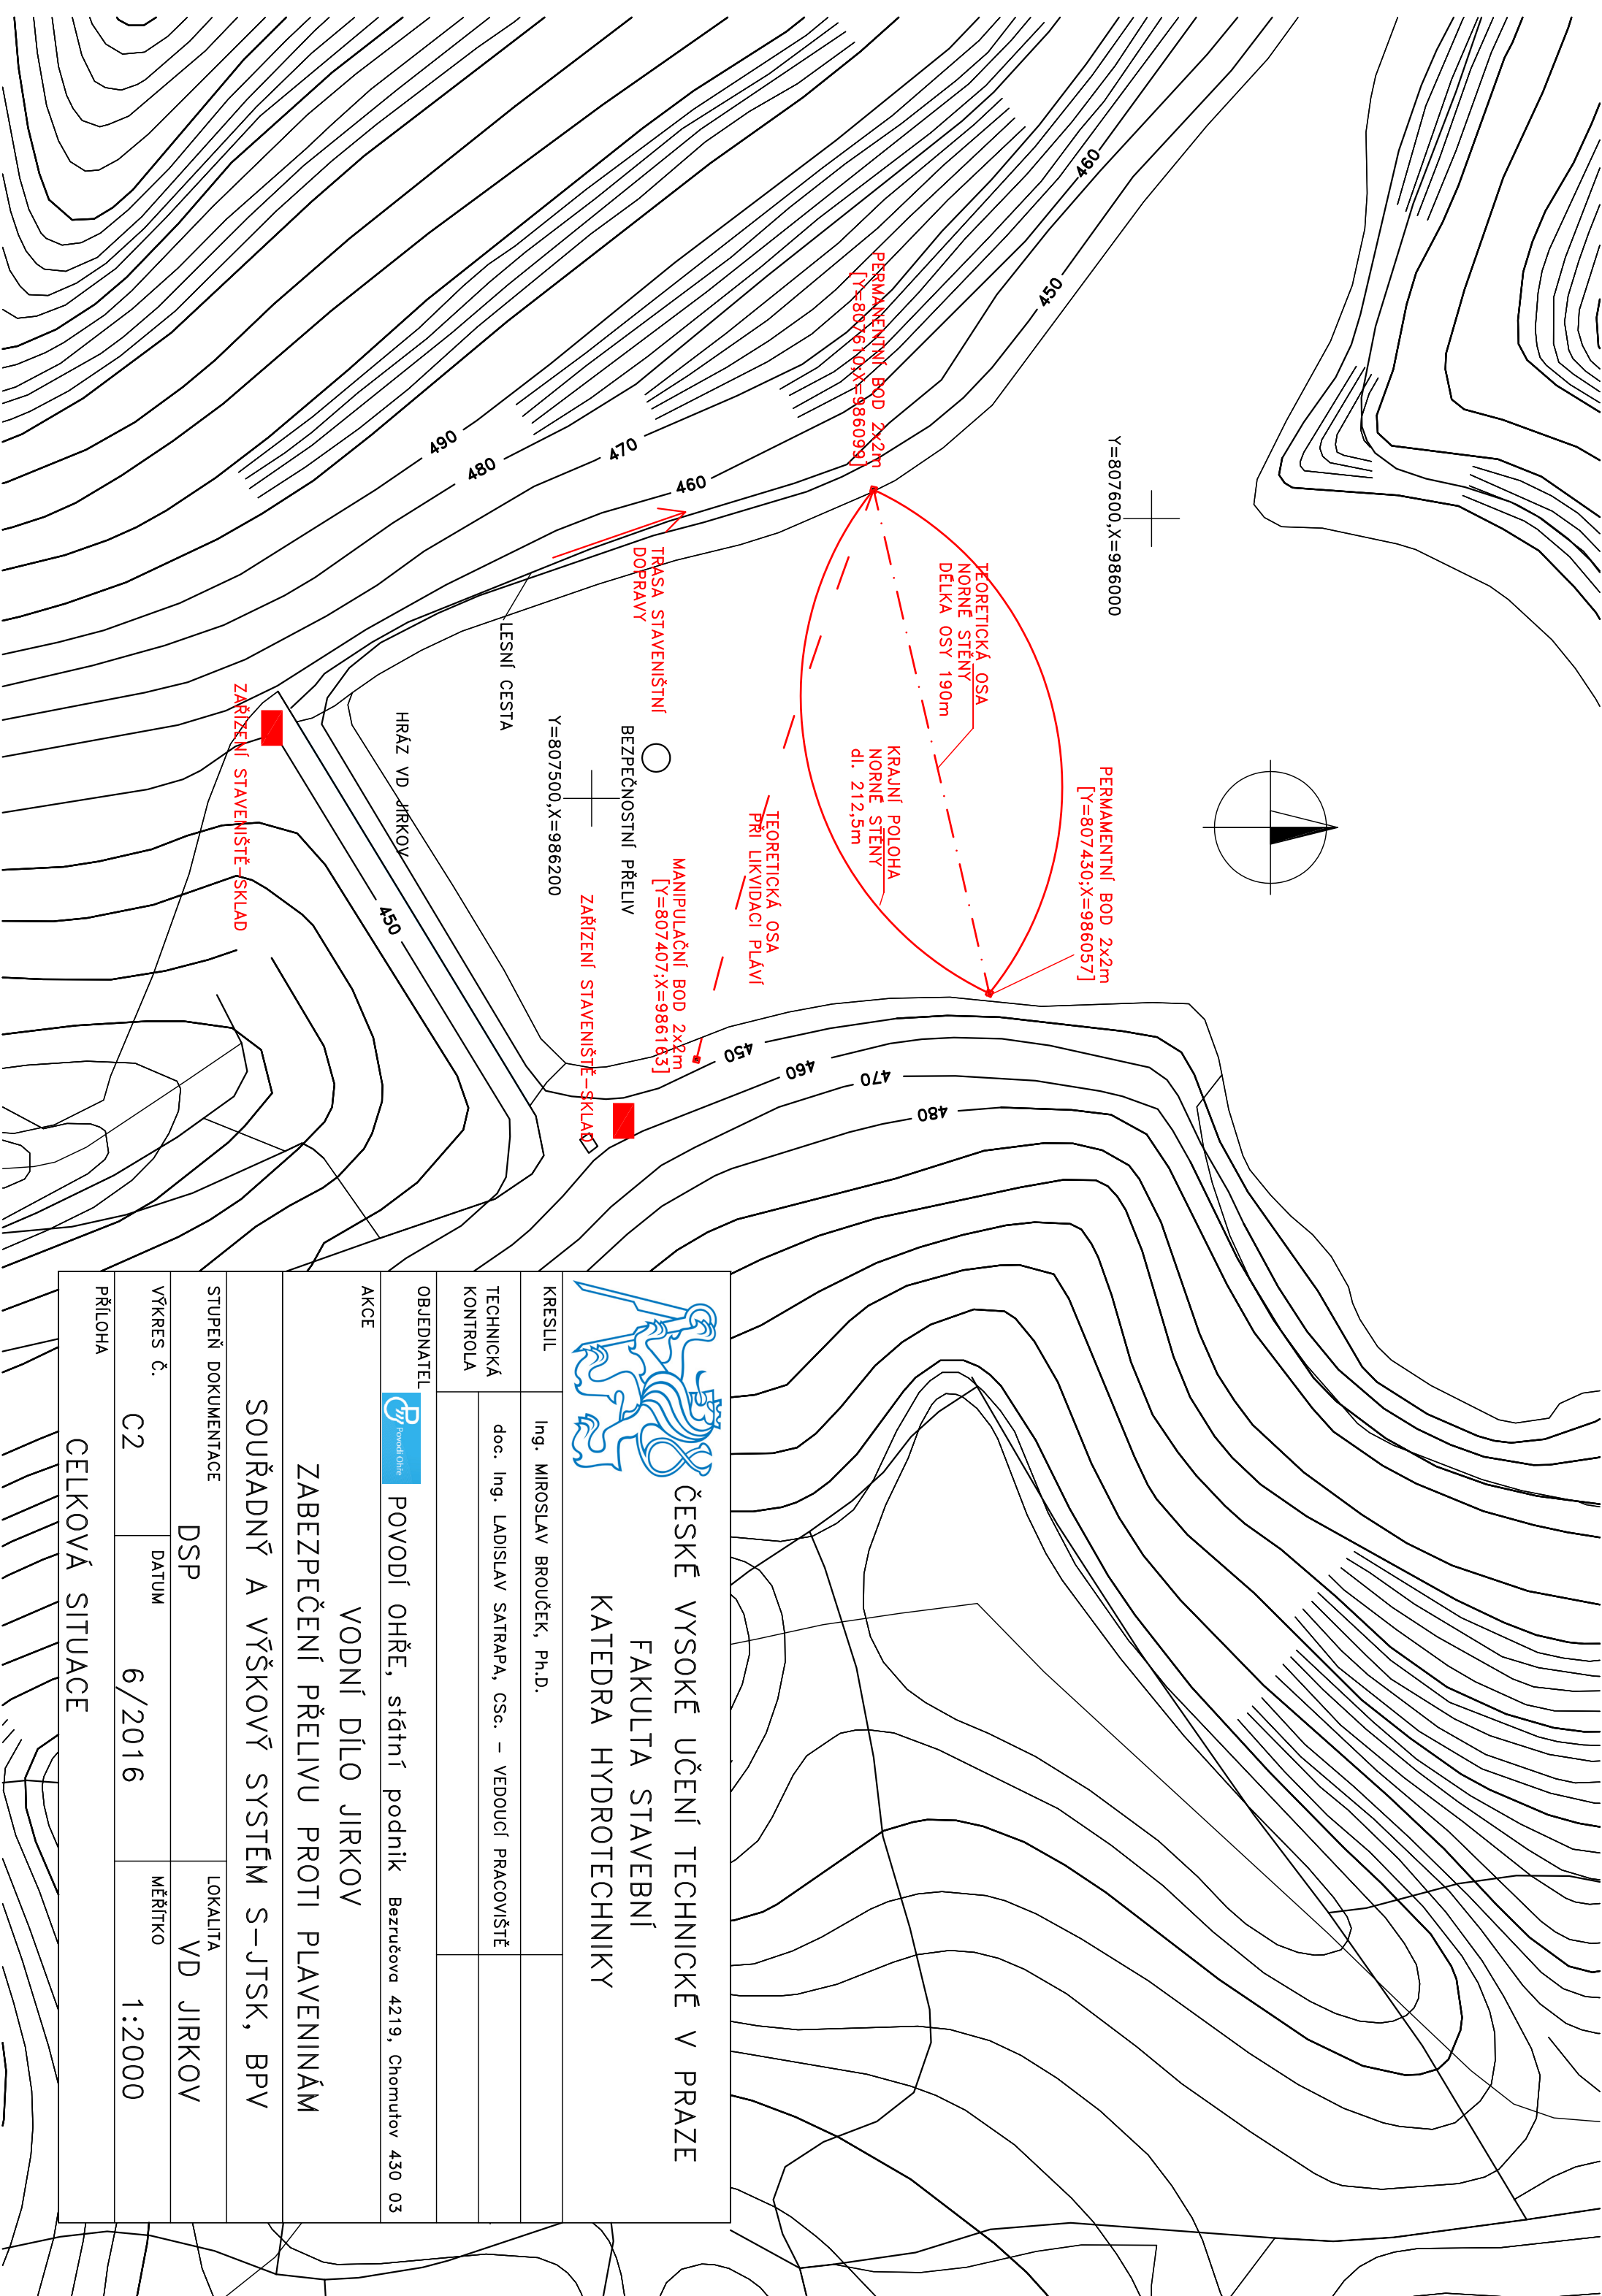 460
450
PERMANENTNÍ BOD 2x2m
[Y=807610;X=986099]
Y=807600,X=986000
490
480
470
460
TEORETICKÁ OSA
NORNÉ STĚNY
DÉLKA OSY 190m
KRAJNÍ POLOHA
NORNÉ STĚNY
dl. 212,5m
PERMAMENTNÍ BOD 2x2m
[Y=807430;X=986057]
TRASA STAVENIŠTNÍ
DOPRAVY
LESNÍ CESTA
HRÁZ VD JIRKOV
BEZPEČNOSTNÍ PŘELIV
Y=807500,X=986200
TEORETICKÁ OSA
PŘI LIKVIDACI PLÁVÍ
MANIPULAČNÍ BOD 2x2m
[Y=807407;X=986163]
ZAŘÍZENÍ STAVENIŠTĚ-SKLAD
ZAŘÍZENÍ STAVENIŠTĚ-SKLAD
450
450
460
470
480
ČESKÉ VYSOKÉ UČENÍ TECHNICKÉ V PRAZE
FAKULTA STAVEBNÍ
KATEDRA HYDROTECHNIKY
KRESLIL Ing. MIROSLAV BROUČEK, Ph.D.
TECHNICKÁ
KONTROLA doc. Ing. LADISLAV SATRAPA, CSc. - VEDOUCÍ PRACOVIŠTĚ
OBJEDNATEL Povodí Ohře POVODÍ OHŘE, státní podnik Bezručova 4219, Chomutov 430 03
AKCE
VODNÍ DÍLO JIRKOV
ZABEZPEČENÍ PŘELIVU PROTI PLAVENINÁM
SOUŘADNÝ A VÝŠKOVÝ SYSTÉM S-JTSK, BPV
STUPEŇ DOKUMENTACE DSP LOKALITA VD JIRKOV
VÝKRES Č. C2 DATUM 6/2016 MĚŘÍTKO 1:2000
PŘÍLOHA
CELKOVÁ SITUACE